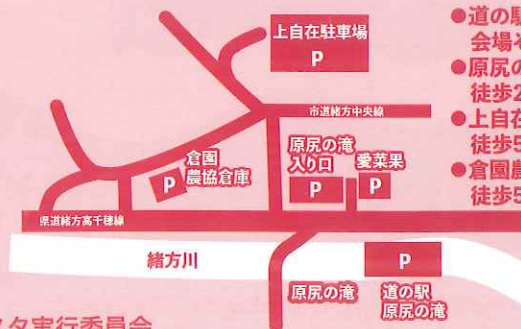 上自在駐車場
P
市道緒方中央線
原尻の滝
入り口
P
愛菜果
P
倉園
農協倉庫
P
県道緒方高千穂線
緒方川
原尻の滝
P
道の駅
原尻の滝
●道の駅
会場
●原尻の
徒歩2
●上自在
徒歩5
●倉園農
徒歩5
実行委員会